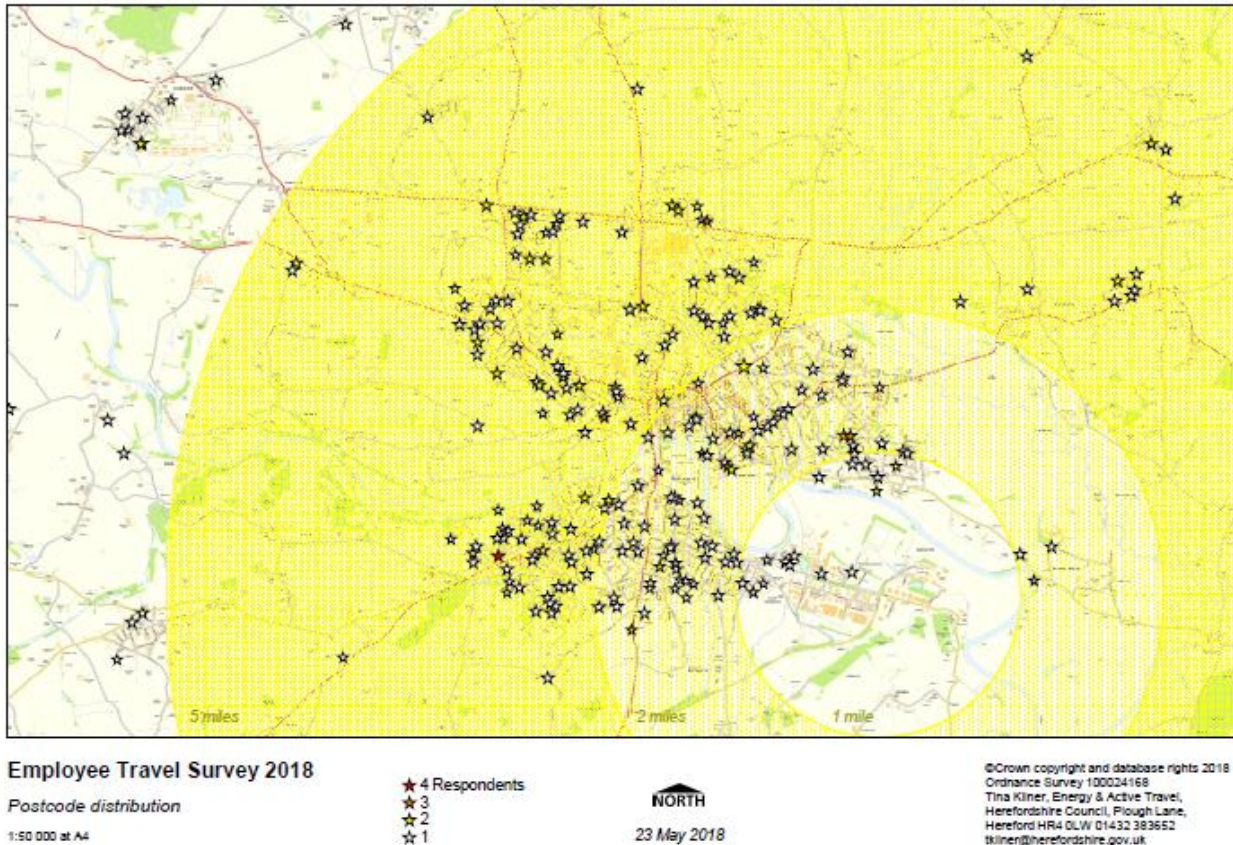 5 miles
2 miles
1 mile
Employee Travel Survey 2018
Postcode distribution
1:50 000 at A4
4 Respondents
3
2
1
NORTH
23 May 2018
©Crown copyright and database rights 2018
Ordnance Survey 100024168
Tina Kilner, Energy & Active Travel,
Herefordshire Council, Plough Lane,
Hereford HR4 0LW 01432 383652
tkilner@herefordshire.gov.uk